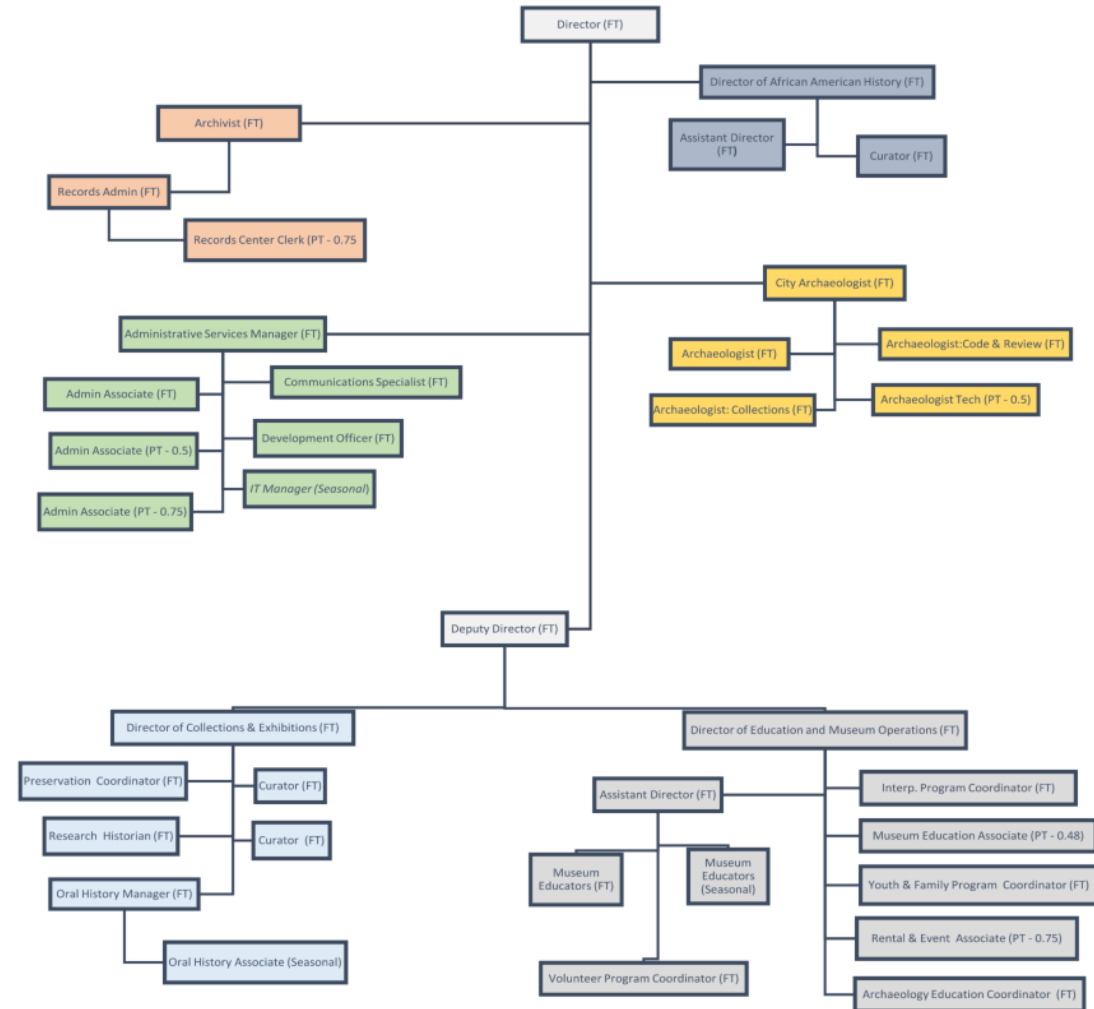 Director (FT)
Director of African American History (FT)
Archivist (FT)
Assistant Director
(FT)
Curator (FT)
Records Admin (FT)
Records Center Clerk (PT - 0.75
City Archaeologist (FT)
Administrative Services Manager (FT)
Archaeologist (FT)
Archaeologist:Code & Review (FT)
Communications Specialist (FT)
Admin Associate (FT)
Archaeologist: Collections (FT)
Archaeologist Tech (PT - 0.5)
Development Officer (FT)
Admin Associate (PT - 0.5)
IT Manager (Seasonal)
Admin Associate (PT - 0.75)
Deputy Director (FT)
Director of Collections & Exhibitions (FT)
Director of Education and Museum Operations (FT)
Preservation Coordinator (FT)
Curator (FT)
Assistant Director (FT)
Interp. Program Coordinator (FT)
Research Historian (FT)
Curator (FT)
Museum Education Associate (PT - 0.48)
Museum
Educators (FT)
Museum
Educators
(Seasonal)
Youth & Family Program Coordinator (FT)
Oral History Manager (FT)
Rental & Event Associate (PT - 0.75)
Oral History Associate (Seasonal)
Volunteer Program Coordinator (FT)
Archaeology Education Coordinator (FT)